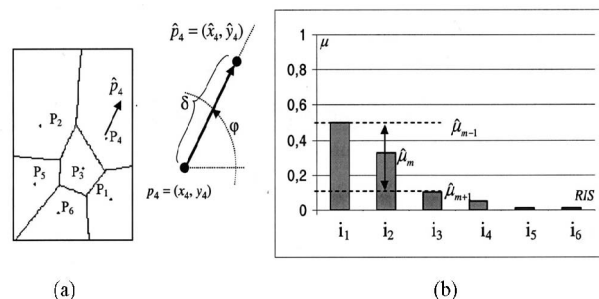 p̂₄
P₂
P₄
P₅
P₃
P₁
P₆
p̂₄ = (x̂₄, ŷ₄)
δ
φ
p₄ = (x₄, y₄)
(a)
μ
1
0,8
0,6
0,4
0,2
0
μ̂ₘ₋₁
μ̂ₘ
μ̂ₘ₊₁
RIS
i₁ i₂ i₃ i₄ i₅ i₆
(b)